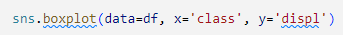 sns.boxplot(data=df, x='class', y='displ')